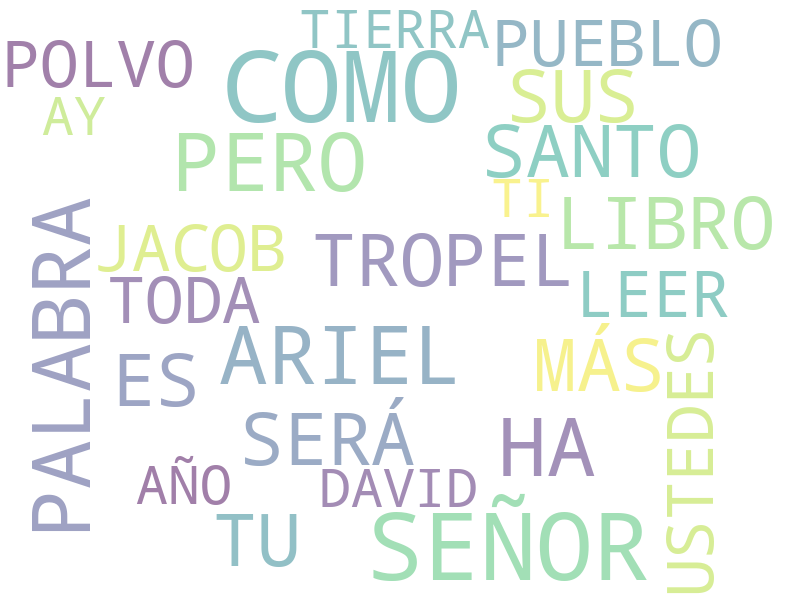 TIERRA
POLVO
COMO
PUEBLO
AY
SUS
PERO
SANTO
TI
PALABRA
JACOB
TROPEL
LIBRO
TODA
LEER
ES
ARIEL
MÁS
USTEDES
SERÁ
HA
AÑO
DAVID
TU
SEÑOR